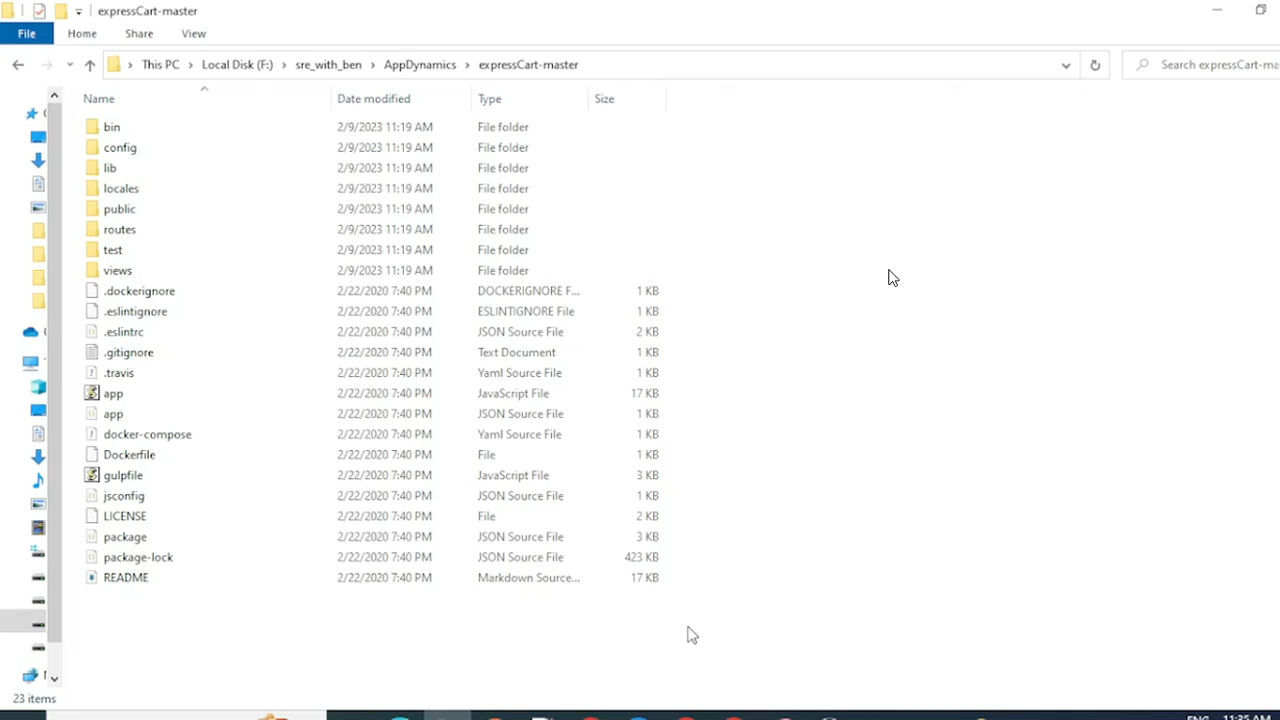 expressCart-master
File Home Share View
This PC Local Disk (F:) sre_with_ben AppDynamics expressCart-master Search expressCart-ma
Name Date modified Type Size
bin 2/9/2023 11:19 AM File folder
config 2/9/2023 11:19 AM File folder
lib 2/9/2023 11:19 AM File folder
locales 2/9/2023 11:19 AM File folder
public 2/9/2023 11:19 AM File folder
routes 2/9/2023 11:19 AM File folder
test 2/9/2023 11:19 AM File folder
views 2/9/2023 11:19 AM File folder
.dockerignore 2/22/2020 7:40 PM DOCKERIGNORE F... 1 KB
.eslintignore 2/22/2020 7:40 PM ESLINTIGNORE File 1 KB
.eslintrc 2/22/2020 7:40 PM JSON Source File 2 KB
.gitignore 2/22/2020 7:40 PM Text Document 1 KB
.travis 2/22/2020 7:40 PM Yaml Source File 1 KB
app 2/22/2020 7:40 PM JavaScript File 17 KB
app 2/22/2020 7:40 PM JSON Source File 1 KB
docker-compose 2/22/2020 7:40 PM Yaml Source File 1 KB
Dockerfile 2/22/2020 7:40 PM File 1 KB
gulpfile 2/22/2020 7:40 PM JavaScript File 3 KB
jsconfig 2/22/2020 7:40 PM JSON Source File 1 KB
LICENSE 2/22/2020 7:40 PM File 2 KB
package 2/22/2020 7:40 PM JSON Source File 3 KB
package-lock 2/22/2020 7:40 PM JSON Source File 423 KB
README 2/22/2020 7:40 PM Markdown Source... 17 KB
23 items